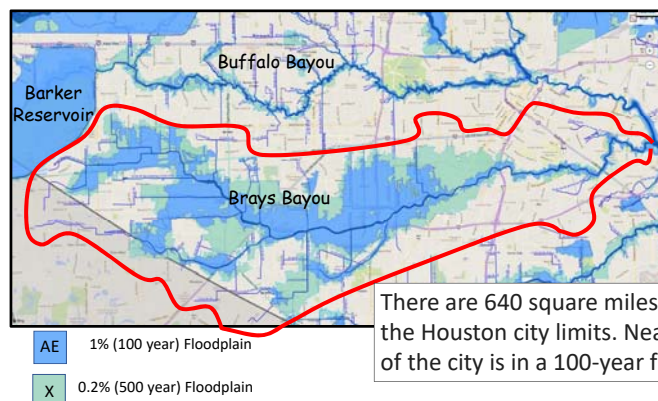 Buffalo Bayou
Barker
Reservoir
Brays Bayou
There are 640 square miles
the Houston city limits.
of the city is in a 100-year
AE 1% (100 year) Floodplain
X 0.2% (500 year) Floodplain